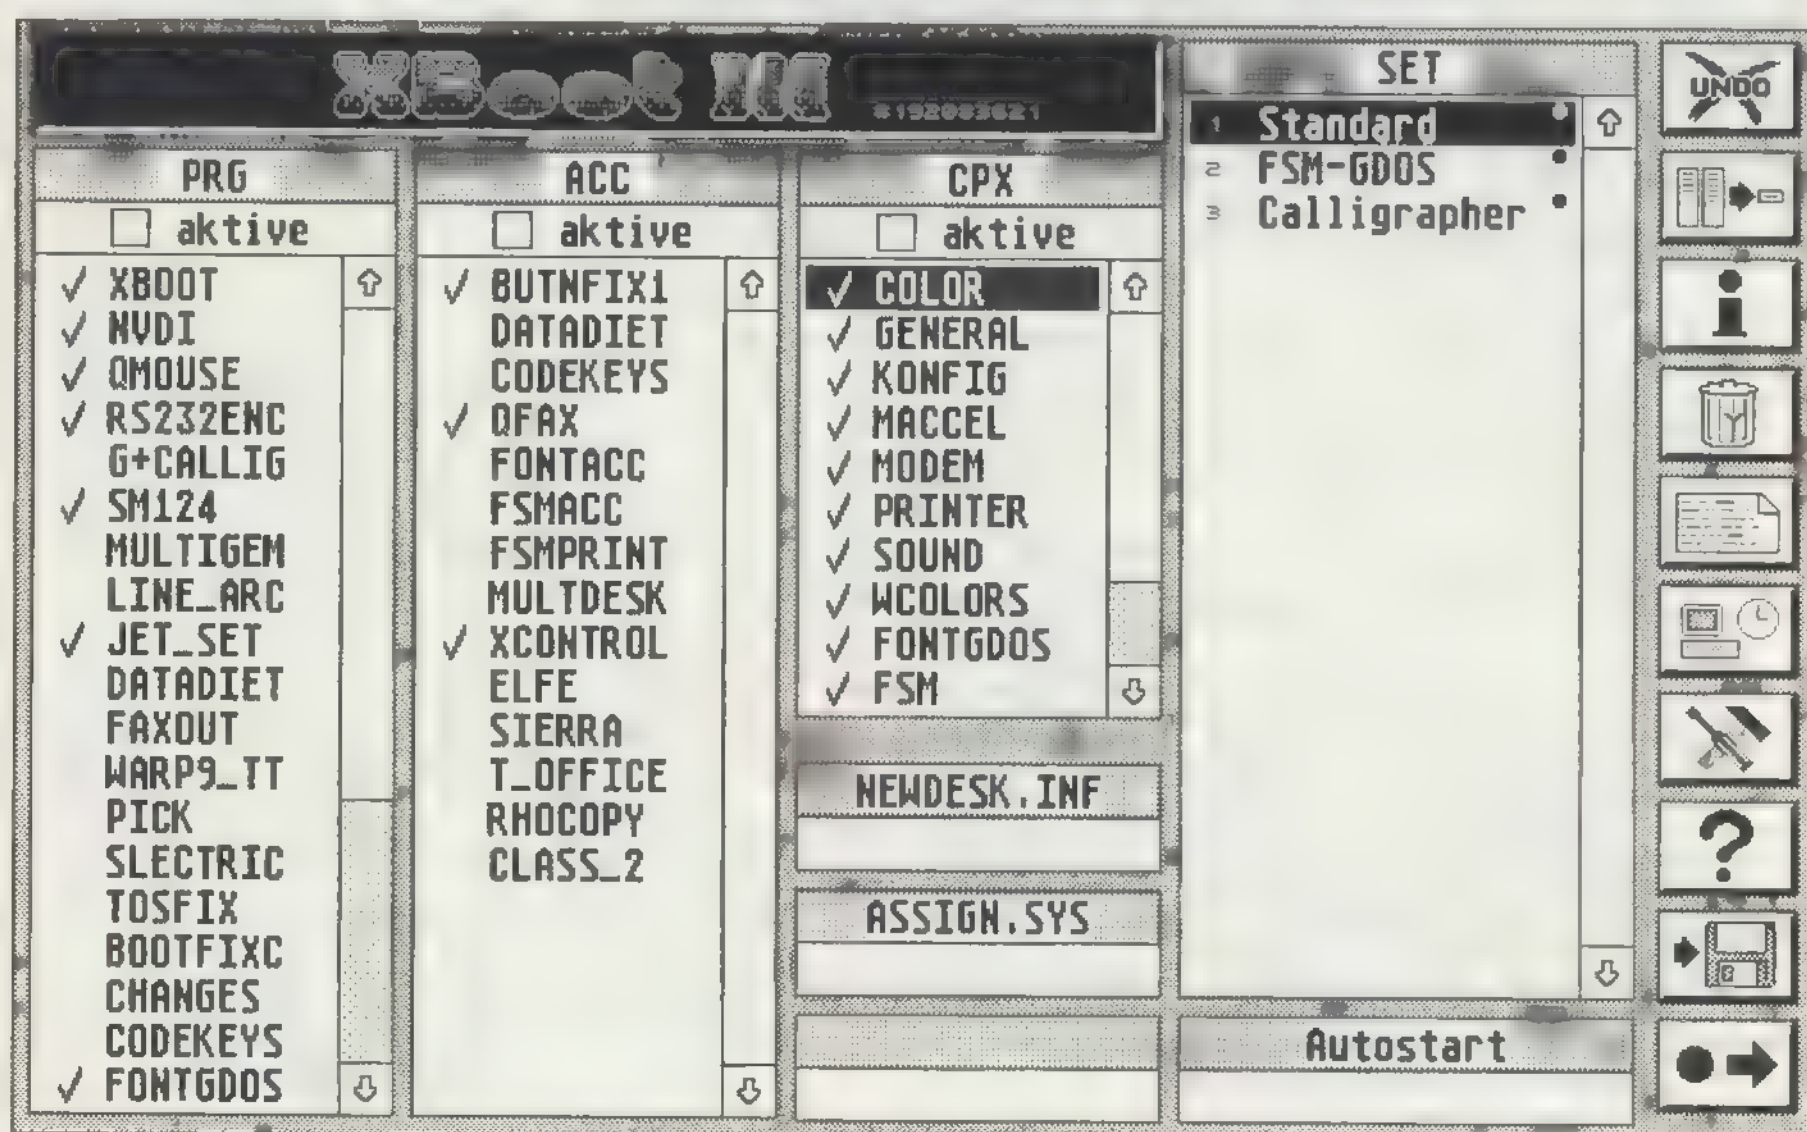 XBoot III
SET
UNDO
1 Standard
2 FSM-GDOS
3 Calligrapher
PRG
aktive
✓ XBOOT
✓ NVDI
✓ QMOUSE
✓ RS232ENC
G+CALLIG
✓ SM124
MULTIGEM
LINE_ARC
✓ JET_SET
DATADIET
FAXOUT
WARP9_TT
PICK
SLECTRIC
TOSFIX
BOOTFIXC
CHANGES
CODEKEYS
✓ FONTGDOS
ACC
aktive
✓ BUTNFIX1
DATADIET
CODEKEYS
✓ QFAX
FONTACC
FSMACC
FSMPRINT
MULTDESK
✓ XCONTROL
ELFE
SIERRA
T_OFFICE
RHOCOPY
CLASS_2
CPX
aktive
✓ COLOR
✓ GENERAL
✓ KONFIG
✓ MACCEL
✓ MODEM
✓ PRINTER
✓ SOUND
✓ WCOLORS
✓ FONTGDOS
✓ FSM
NEWDESK.INF
ASSIGN.SYS
Autostart